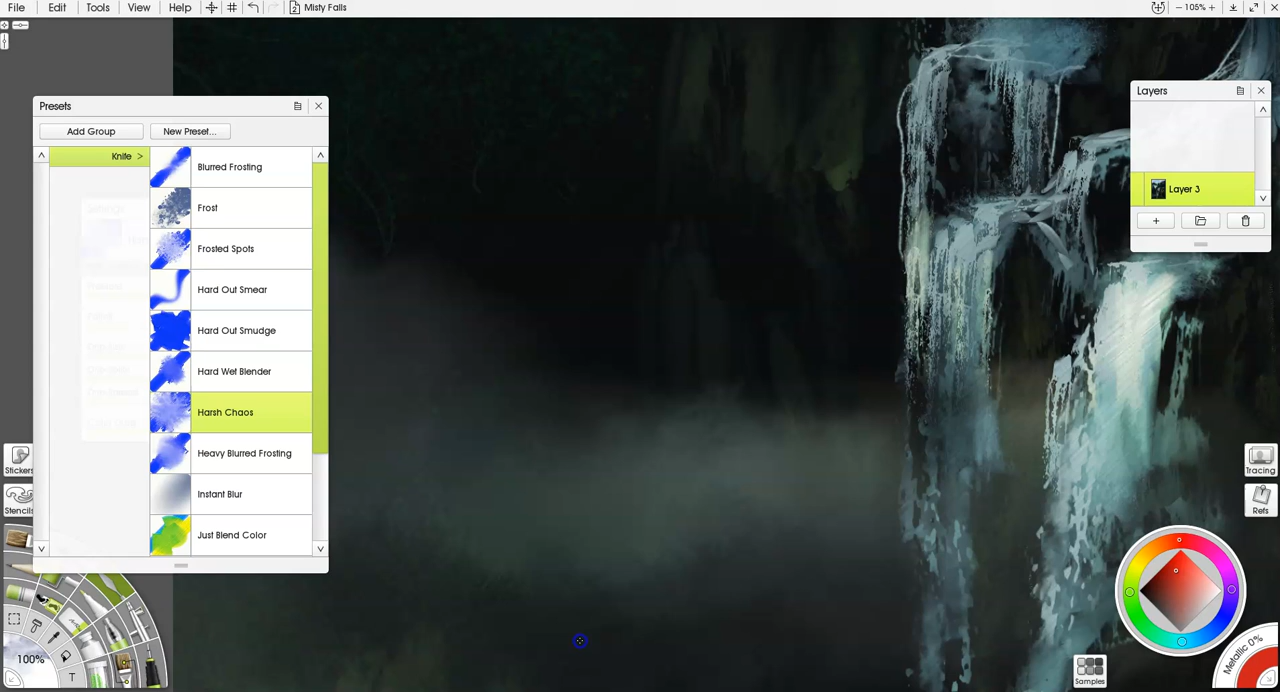 File Edit Tools View Help Misty Falls − 105% +
Presets
Add Group New Preset...
Knife >
Blurred Frosting
Frost
Frosted Spots
Hard Out Smear
Hard Out Smudge
Hard Wet Blender
Harsh Chaos
Heavy Blurred Frosting
Instant Blur
Just Blend Color
Layers
Layer 3
+
Stickers
Stencils
100%
T
Tracing
Refs
Samples
Metallic 0%